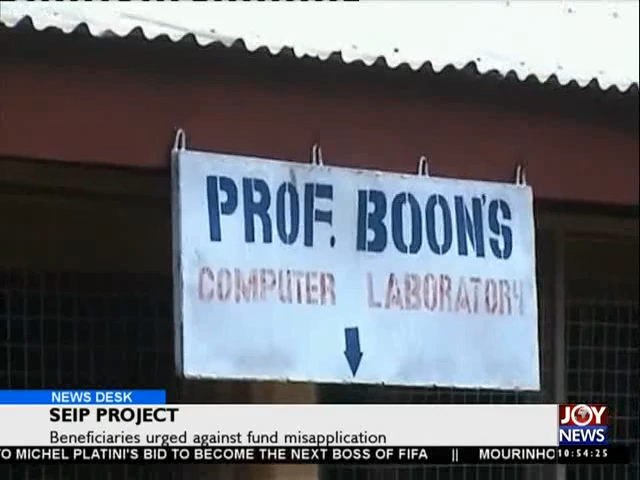 PROF. BOON'S
COMPUTER LABORATORY
NEWS DESK
SEIP PROJECT
Beneficiaries urged against fund misapplication
JOY
NEWS
TO MICHEL PLATINI'S BID TO BECOME THE NEXT BOSS OF FIFA || MOURINHO
10:54:25